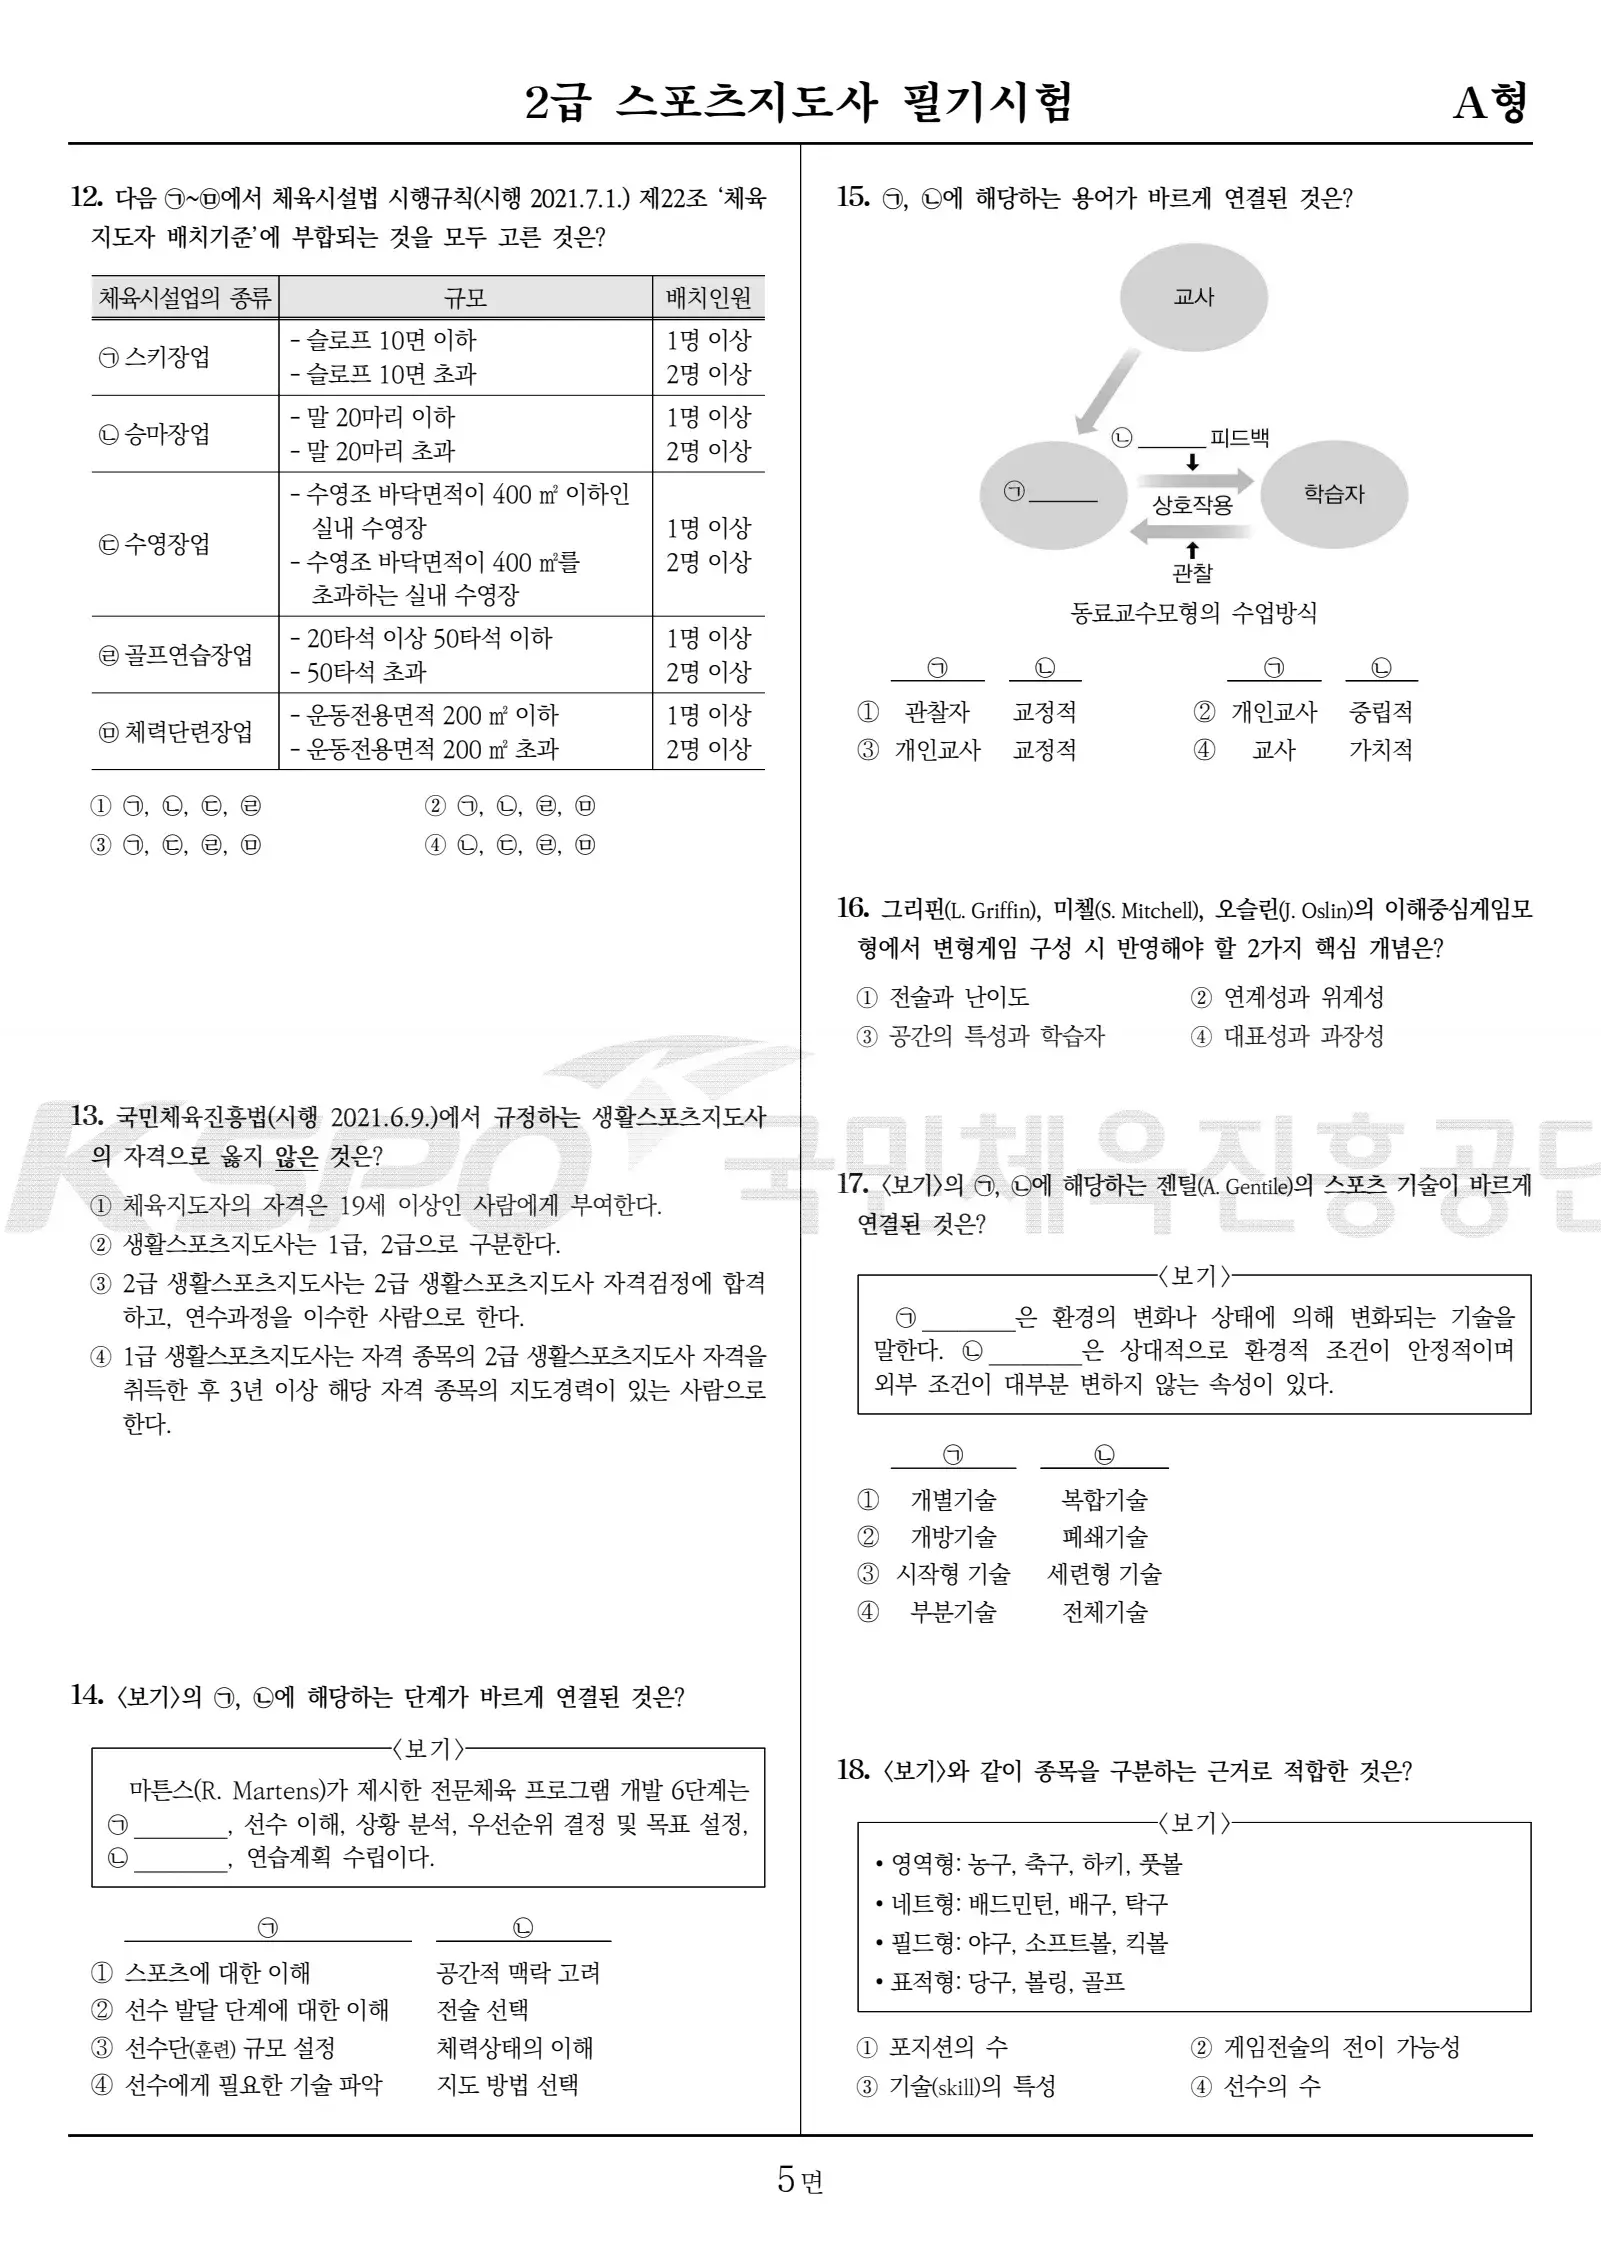 2급 스포츠지도사 필기시험
A형
12. 다음 ㉠~㉤에서 체육시설법 시행규칙(시행 2021.7.1.) 제22조 ‘체육
지도자 배치기준’에 부합되는 것을 모두 고른 것은?
체육시설업의 종류 규모 배치인원
㉠ 스키장업
- 슬로프 10면 이하 1명 이상
- 슬로프 10면 초과 2명 이상
㉡ 승마장업
- 말 20마리 이하 1명 이상
- 말 20마리 초과 2명 이상
㉢ 수영장업
- 수영조 바닥면적이 400 ㎡ 이하인
실내 수영장 1명 이상
- 수영조 바닥면적이 400 ㎡를 2명 이상
초과하는 실내 수영장
㉣ 골프연습장업
- 20타석 이상 50타석 이하 1명 이상
- 50타석 초과 2명 이상
㉤ 체력단련장업
- 운동전용면적 200 ㎡ 이하 1명 이상
- 운동전용면적 200 ㎡ 초과 2명 이상
① ㉠, ㉡, ㉢, ㉣ ② ㉠, ㉡, ㉣, ㉤
③ ㉠, ㉢, ㉣, ㉤ ④ ㉡, ㉢, ㉣, ㉤
13. 국민체육진흥법(시행 2021.6.9.)에서 규정하는 생활스포츠지도사
의 자격으로 옳지 않은 것은?
① 체육지도자의 자격은 19세 이상인 사람에게 부여한다.
② 생활스포츠지도사는 1급, 2급으로 구분한다.
③ 2급 생활스포츠지도사는 2급 생활스포츠지도사 자격검정에 합격
하고, 연수과정을 이수한 사람으로 한다.
④ 1급 생활스포츠지도사는 자격 종목의 2급 생활스포츠지도사 자격을
취득한 후 3년 이상 해당 자격 종목의 지도경력이 있는 사람으로
한다.
14. 〈보기〉의 ㉠, ㉡에 해당하는 단계가 바르게 연결된 것은?
〈보기〉
마튼스(R. Martens)가 제시한 전문체육 프로그램 개발 6단계는
㉠ ________, 선수 이해, 상황 분석, 우선순위 결정 및 목표 설정,
㉡ ________, 연습계획 수립이다.
㉠ ㉡
① 스포츠에 대한 이해 공간적 맥락 고려
② 선수 발달 단계에 대한 이해 전술 선택
③ 선수단(훈련) 규모 설정 체력상태의 이해
④ 선수에게 필요한 기술 파악 지도 방법 선택
15. ㉠, ㉡에 해당하는 용어가 바르게 연결된 것은?
교사
㉡ ______ 피드백
㉠ ______
상호작용
학습자
관찰
동료교수모형의 수업방식
㉠ ㉡ ㉠ ㉡
① 관찰자 교정적 ② 개인교사 중립적
③ 개인교사 교정적 ④ 교사 가치적
16. 그리핀(L. Griffin), 미첼(S. Mitchell), 오슬린(J. Oslin)의 이해중심게임모
형에서 변형게임 구성 시 반영해야 할 2가지 핵심 개념은?
① 전술과 난이도 ② 연계성과 위계성
③ 공간의 특성과 학습자 ④ 대표성과 과장성
17. 〈보기〉의 ㉠, ㉡에 해당하는 젠틸(A. Gentile)의 스포츠 기술이 바르게
연결된 것은?
〈보기〉
㉠ ________은 환경의 변화나 상태에 의해 변화되는 기술을
말한다. ㉡ ________은 상대적으로 환경적 조건이 안정적이며
외부 조건이 대부분 변하지 않는 속성이 있다.
㉠ ㉡
① 개별기술 복합기술
② 개방기술 폐쇄기술
③ 시작형 기술 세련형 기술
④ 부분기술 전체기술
18. 〈보기〉와 같이 종목을 구분하는 근거로 적합한 것은?
〈보기〉
• 영역형: 농구, 축구, 하키, 풋볼
• 네트형: 배드민턴, 배구, 탁구
• 필드형: 야구, 소프트볼, 킥볼
• 표적형: 당구, 볼링, 골프
① 포지션의 수 ② 게임전술의 전이 가능성
③ 기술(skill)의 특성 ④ 선수의 수
KSPO 국민체육진흥공단
5면